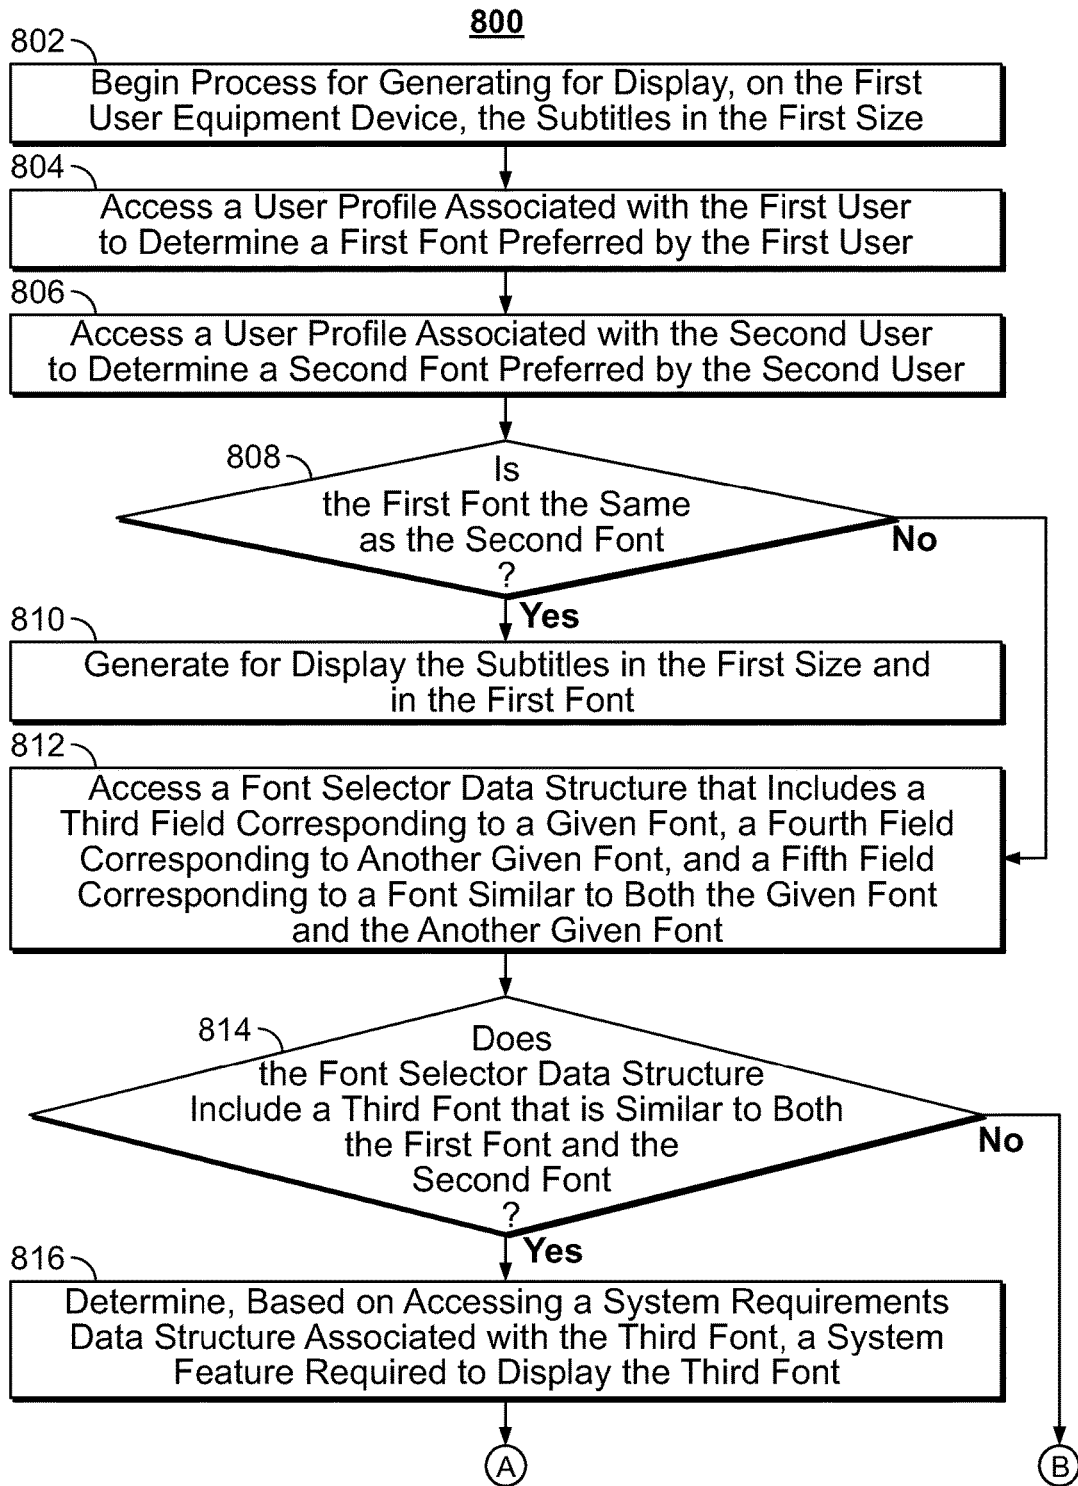 800
802
Begin Process for Generating for Display, on the First
User Equipment Device, the Subtitles in the First Size
804
Access a User Profile Associated with the First User
to Determine a First Font Preferred by the First User
806
Access a User Profile Associated with the Second User
to Determine a Second Font Preferred by the Second User
808
Is
the First Font the Same
as the Second Font
?
No
Yes
810
Generate for Display the Subtitles in the First Size and
in the First Font
812
Access a Font Selector Data Structure that Includes a
Third Field Corresponding to a Given Font, a Fourth Field
Corresponding to Another Given Font, and a Fifth Field
Corresponding to a Font Similar to Both the Given Font
and the Another Given Font
814
Does
the Font Selector Data Structure
Include a Third Font that is Similar to Both
the First Font and the
Second Font
?
No
Yes
816
Determine, Based on Accessing a System Requirements
Data Structure Associated with the Third Font, a System
Feature Required to Display the Third Font
A
B